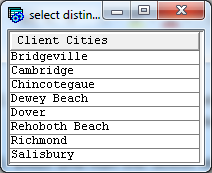 select distin...
Client Cities
Bridgeville
Cambridge
Chincotegaue
Dewey Beach
Dover
Rehoboth Beach
Richmond
Salisbury